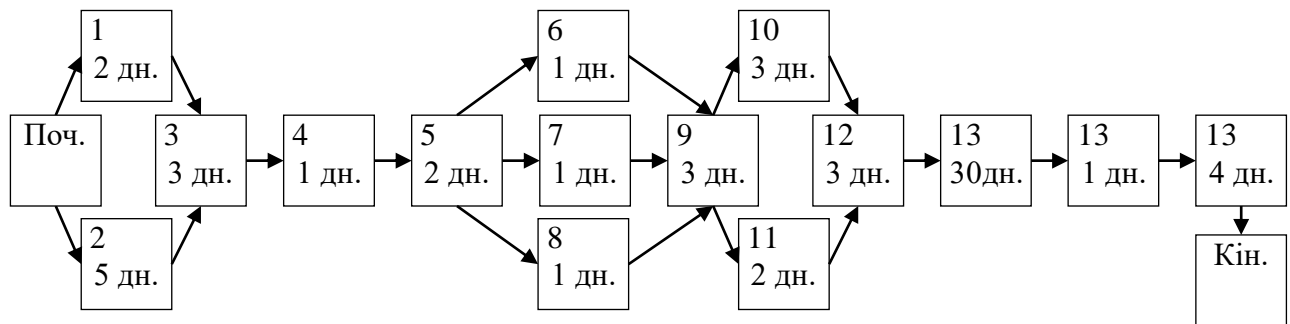 Поч.
1
2 дн.
2
5 дн.
3
3 дн.
4
1 дн.
5
2 дн.
6
1 дн.
7
1 дн.
8
1 дн.
9
3 дн.
10
3 дн.
11
2 дн.
12
3 дн.
13
30дн.
13
1 дн.
13
4 дн.
Кін.